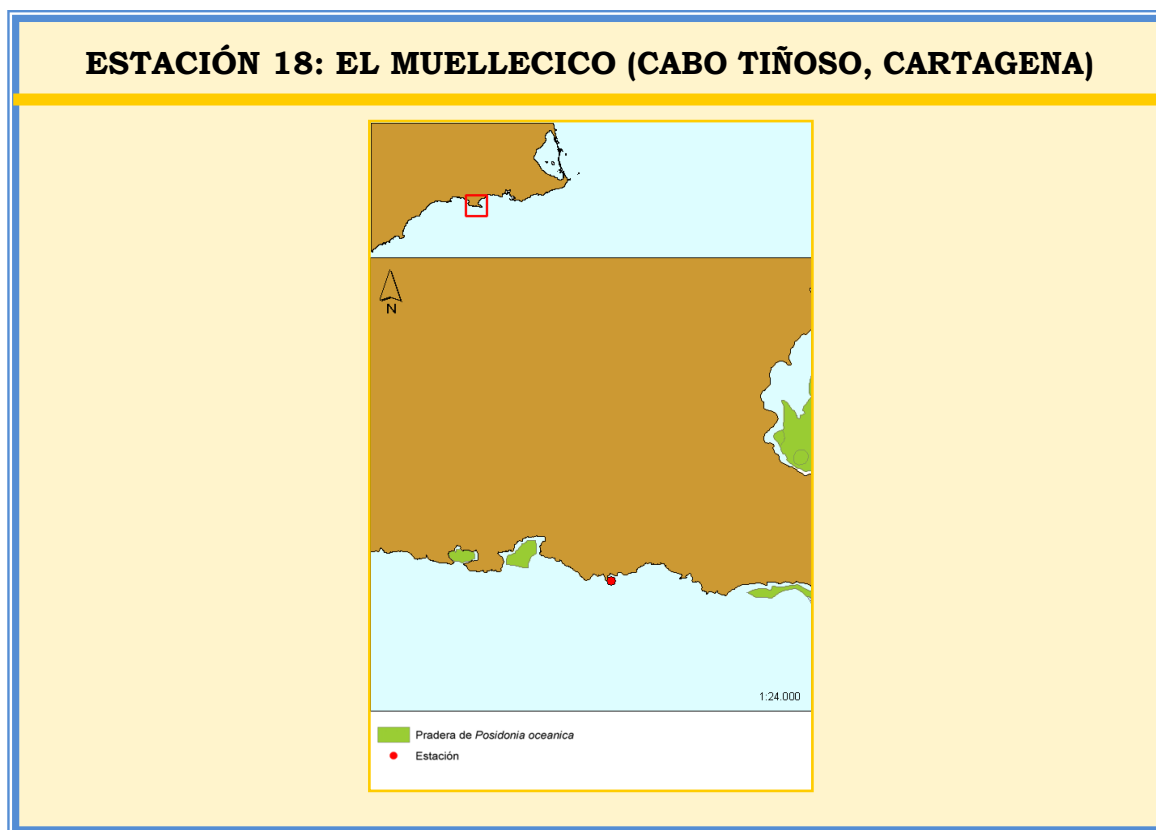 ESTACIÓN 18: EL MUELLECICO (CABO TIÑOSO, CARTAGENA)
N
1:24.000
Pradera de Posidonia oceanica
Estación